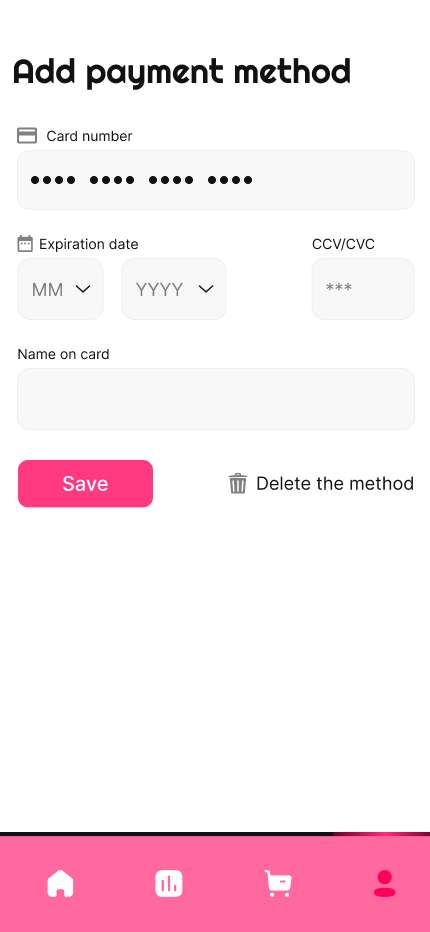 Add payment method
Card number
•••• •••• •••• ••••
Expiration date
CCV/CVC
MM
YYYY
***
Name on card
Save
Delete the method